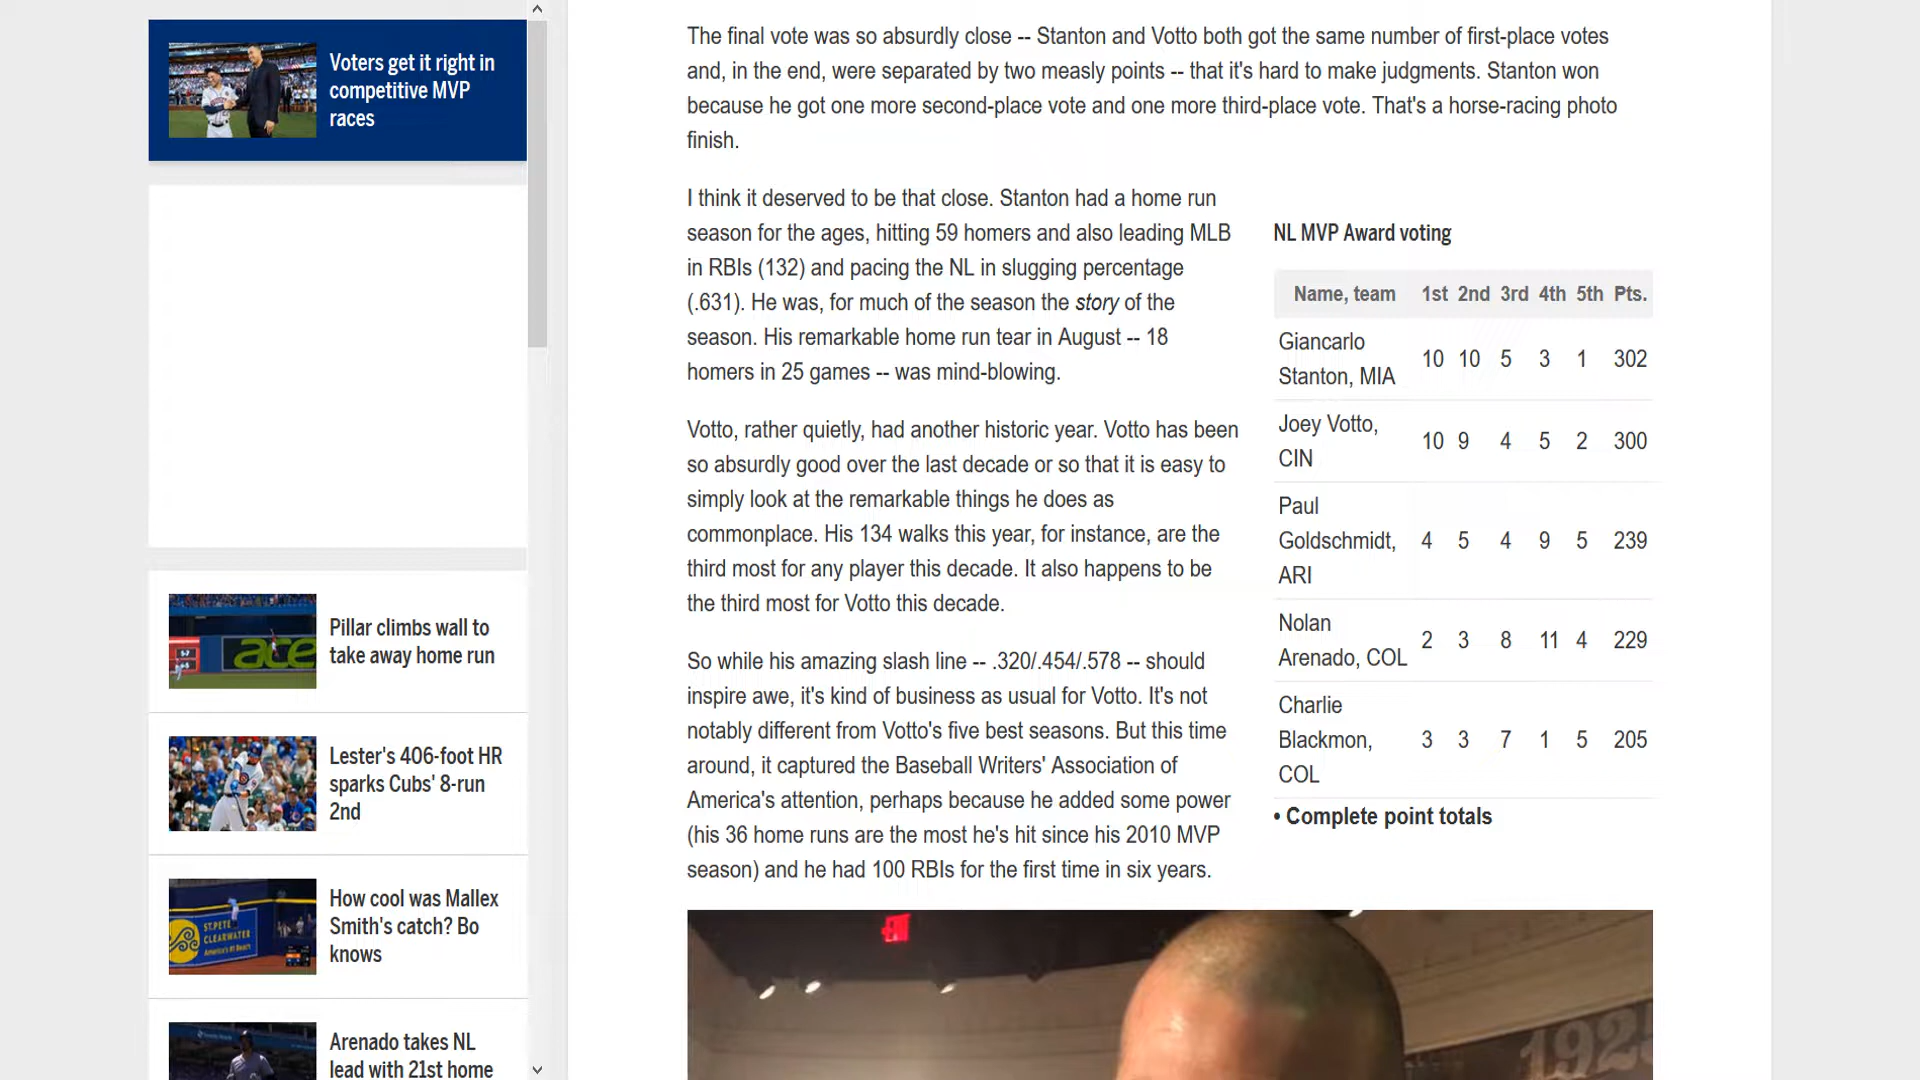 Voters get it right in
competitive MVP
races
Pillar climbs wall to
take away home run
Lester's 406-foot HR
sparks Cubs' 8-run
2nd
How cool was Mallex
Smith's catch? Bo
knows
Arenado takes NL
lead with 21st home
ace
ST.PETE
CLEARWATER
The final vote was so absurdly close -- Stanton and Votto both got the same number of first-place votes
and, in the end, were separated by two measly points -- that it's hard to make judgments. Stanton won
because he got one more second-place vote and one more third-place vote. That's a horse-racing photo
finish.
I think it deserved to be that close. Stanton had a home run
season for the ages, hitting 59 homers and also leading MLB
in RBIs (132) and pacing the NL in slugging percentage
(.631). He was, for much of the season the story of the
season. His remarkable home run tear in August -- 18
homers in 25 games -- was mind-blowing.
Votto, rather quietly, had another historic year. Votto has been
so absurdly good over the last decade or so that it is easy to
simply look at the remarkable things he does as
commonplace. His 134 walks this year, for instance, are the
third most for any player this decade. It also happens to be
the third most for Votto this decade.
So while his amazing slash line -- .320/.454/.578 -- should
inspire awe, it's kind of business as usual for Votto. It's not
notably different from Votto's five best seasons. But this time
around, it captured the Baseball Writers' Association of
America's attention, perhaps because he added some power
(his 36 home runs are the most he's hit since his 2010 MVP
season) and he had 100 RBIs for the first time in six years.
NL MVP Award voting
Name, team 1st 2nd 3rd 4th 5th Pts.
Giancarlo
Stanton, MIA 10 10 5 3 1 302
Joey Votto,
CIN 10 9 4 5 2 300
Paul
Goldschmidt, 4 5 4 9 5 239
ARI
Nolan
Arenado, COL 2 3 8 11 4 229
Charlie
Blackmon, 3 3 7 1 5 205
COL
• Complete point totals
1925